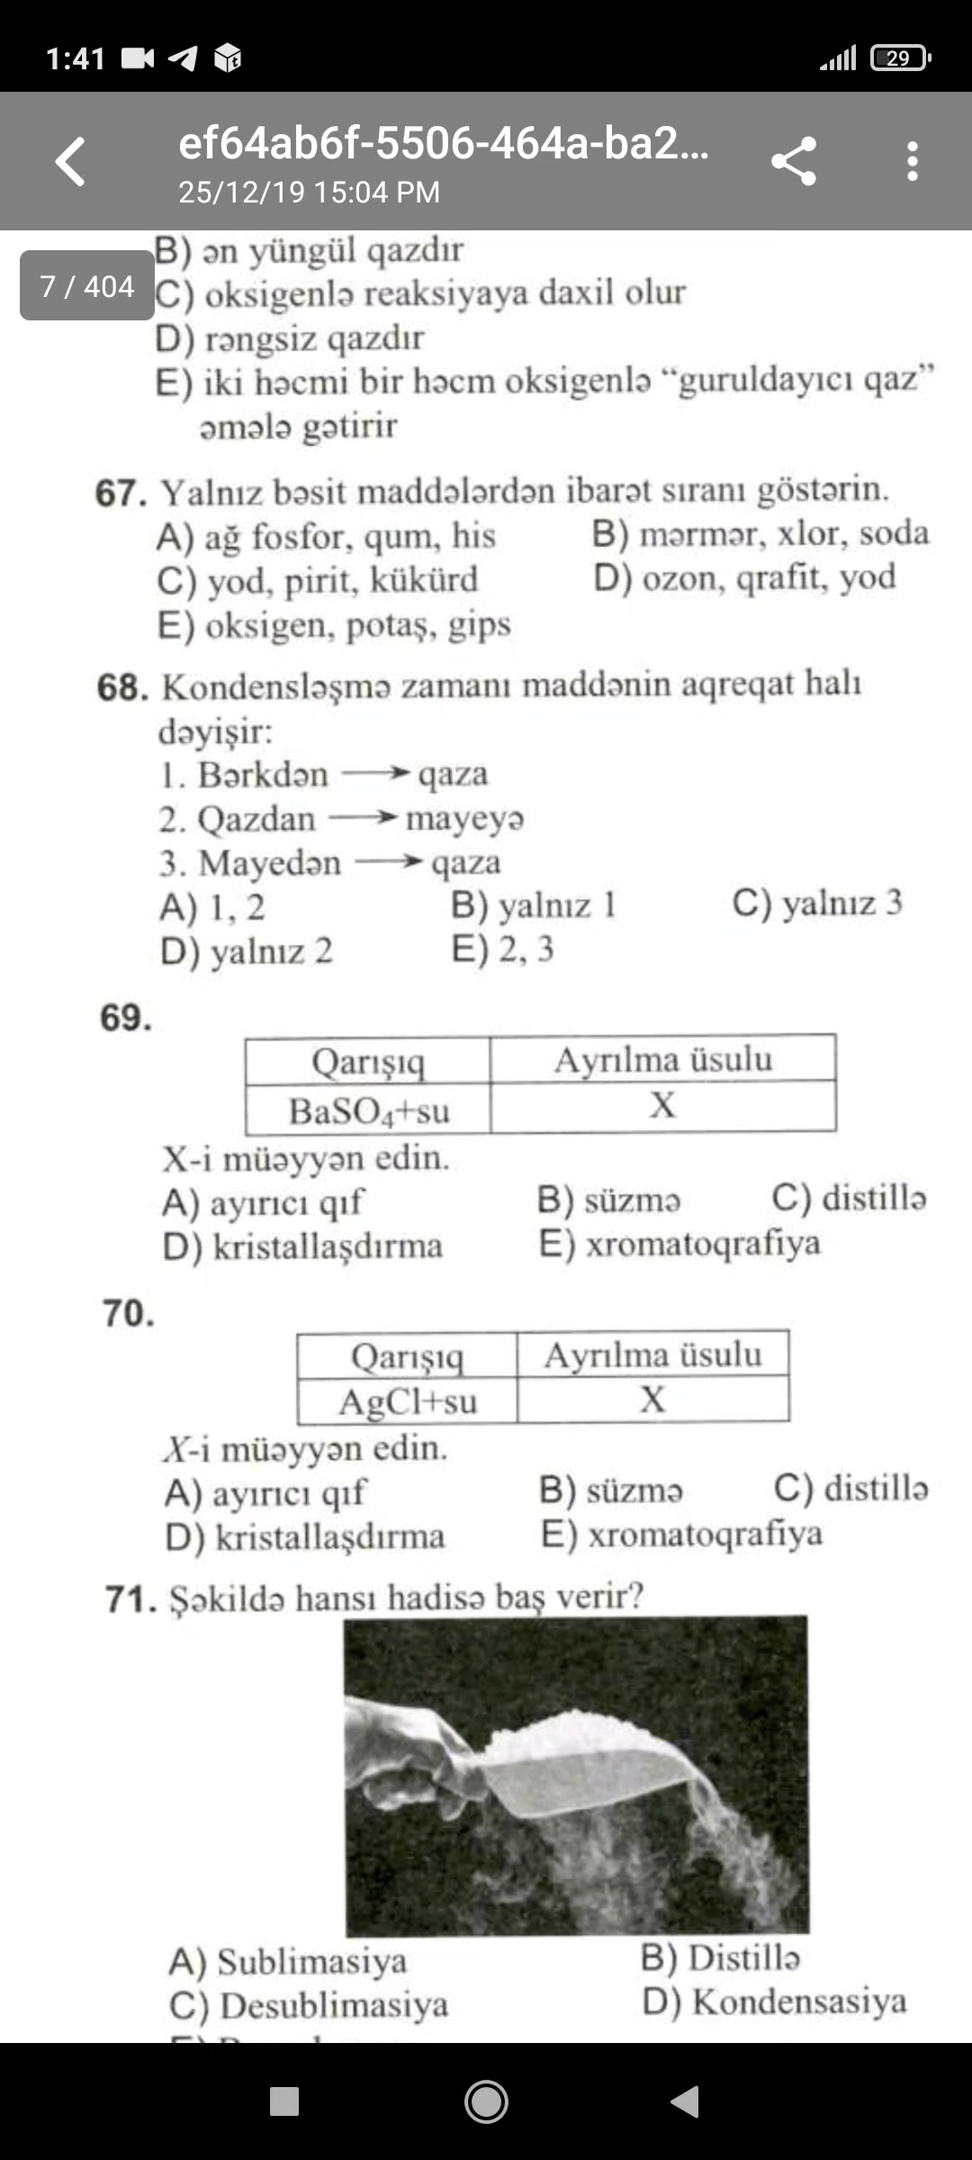 1:41
29
ef64ab6f-5506-464a-ba2...
25/12/19 15:04 PM
7 / 404
B) ən yüngül qazdır
C) oksigenlə reaksiyaya daxil olur
D) rəngsiz qazdır
E) iki həcmi bir həcm oksigenlə “guruldayıcı qaz”
əmələ gətirir
67. Yalnız bəsit maddələrdən ibarət sıranı göstərin.
A) ağ fosfor, qum, his B) mərmər, xlor, soda
C) yod, pirit, kükürd D) ozon, qrafit, yod
E) oksigen, potaş, gips
68. Kondensləşmə zamanı maddənin aqreqat halı
dəyişir:
1. Bərkdən ⟶ qaza
2. Qazdan ⟶ mayeyə
3. Mayedən ⟶ qaza
A) 1, 2 B) yalnız 1 C) yalnız 3
D) yalnız 2 E) 2, 3
69.
Qarışıq Ayrılma üsulu
BaSO₄+su X
X-i müəyyən edin.
A) ayırıcı qıf B) süzmə C) distillə
D) kristallaşdırma E) xromatoqrafiya
70.
Qarışıq Ayrılma üsulu
AgCl+su X
X-i müəyyən edin.
A) ayırıcı qıf B) süzmə C) distillə
D) kristallaşdırma E) xromatoqrafiya
71. Şəkildə hansı hadisə baş verir?
A) Sublimasiya B) Distillə
C) Desublimasiya D) Kondensasiya